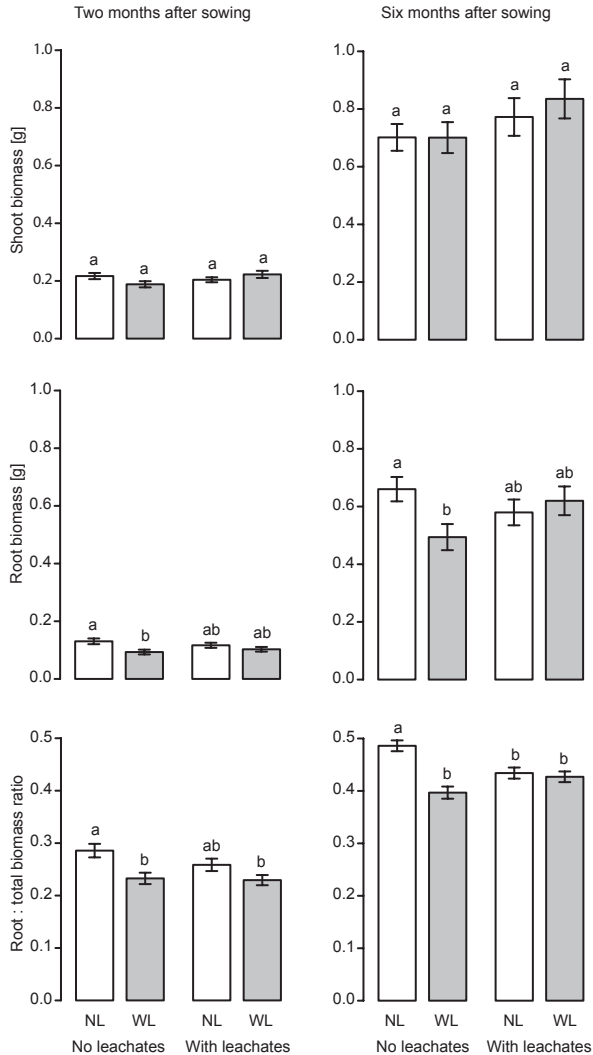 Two months after sowing
Six months after sowing
Shoot biomass [g]
1.0
0.8
0.6
0.4
0.2
0.0
a a a a
1.0
0.8
0.6
0.4
0.2
0.0
a a a a
Root biomass [g]
1.0
0.8
0.6
0.4
0.2
0.0
a b ab ab
1.0
0.8
0.6
0.4
0.2
0.0
a b ab ab
Root : total biomass ratio
0.5
0.4
0.3
0.2
0.1
0.0
a b ab b
0.5
0.4
0.3
0.2
0.1
0.0
a b b b
NL WL NL WL
No leachates With leachates
NL WL NL WL
No leachates With leachates